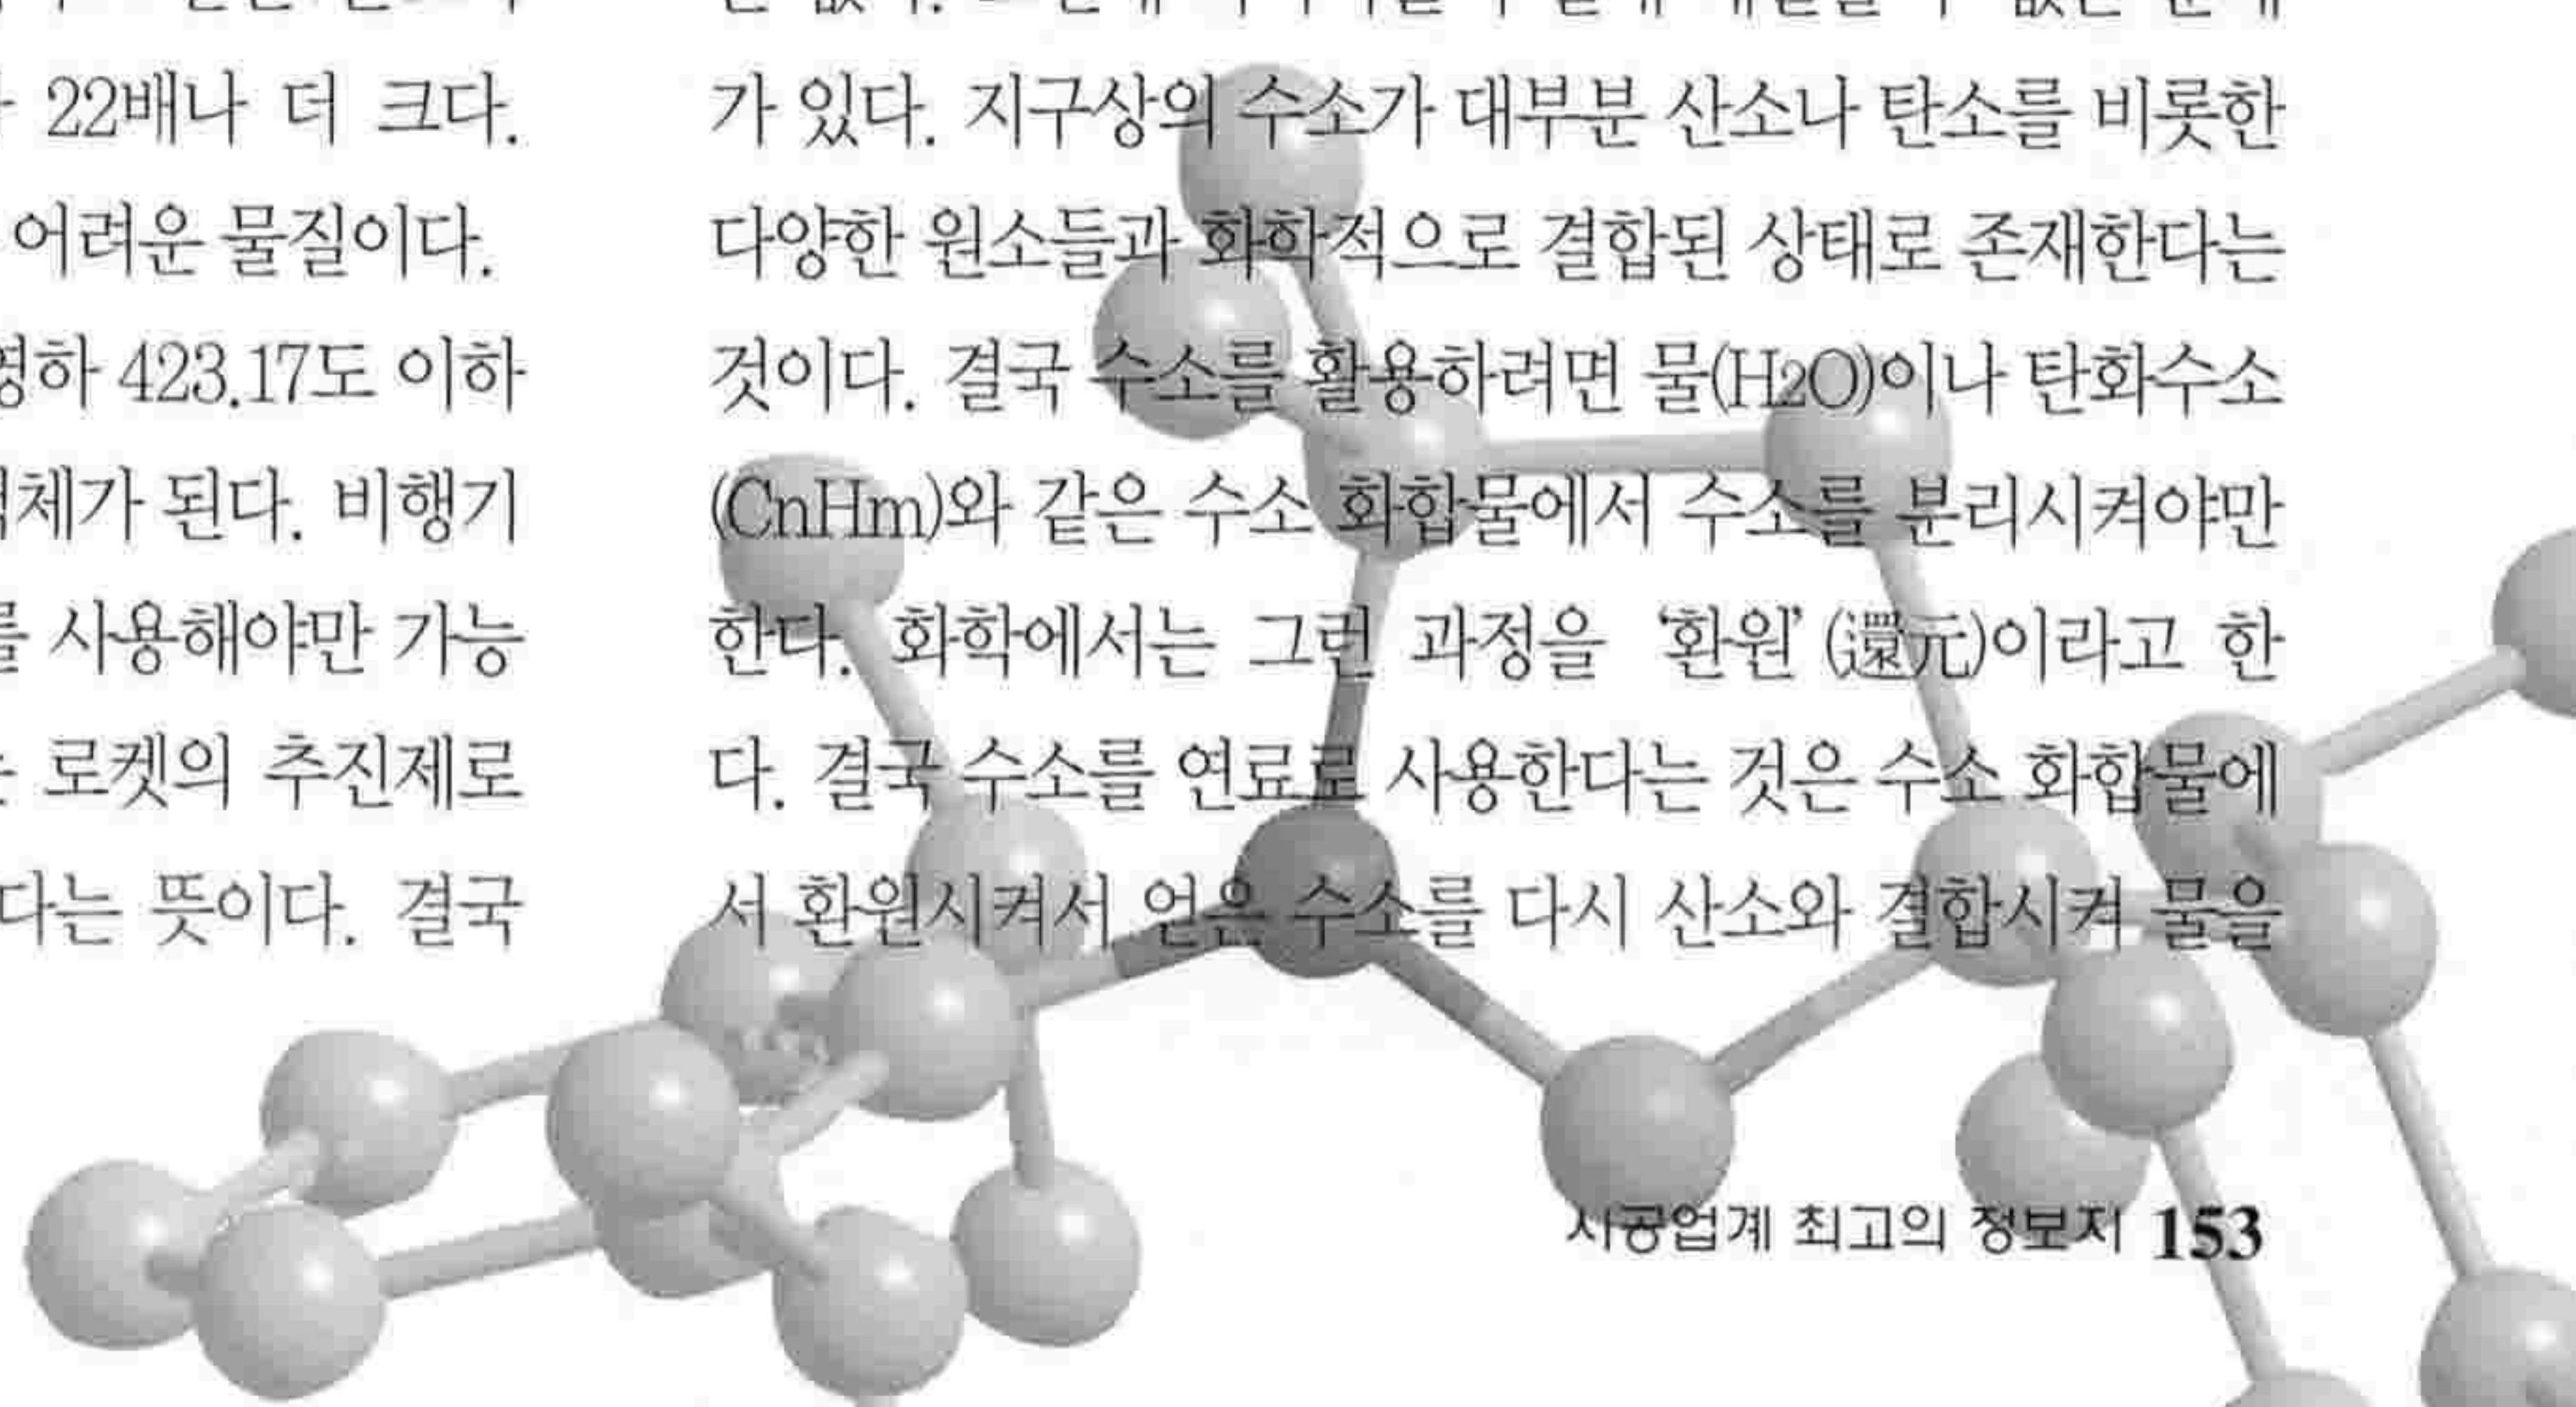 22배나 더 크다.
어려운 물질이다.
423.17도 이하
된다. 비행기
사용해야만 가능
로켓의 추진제로
뜻이다. 결국
가 있다. 지구상의 수소가 대부분 산소나 탄소를 비롯한
다양한 원소들과 화학적으로 결합된 상태로 존재한다는
것이다. 결국 수소를 활용하려면 물(H2O)이나 탄화수소
(CnHm)와 같은 수소 화합물에서 수소를 분리시켜야만
한다. 화학에서는 그런 과정을 ‘환원’(還元)이라고 한
다. 결국 수소를 연료로 사용한다는 것은 수소 화합물에
서 환원시켜서 얻은 수소를 다시 산소와 결합시켜 물을
시공업계 최고의 정보지 153